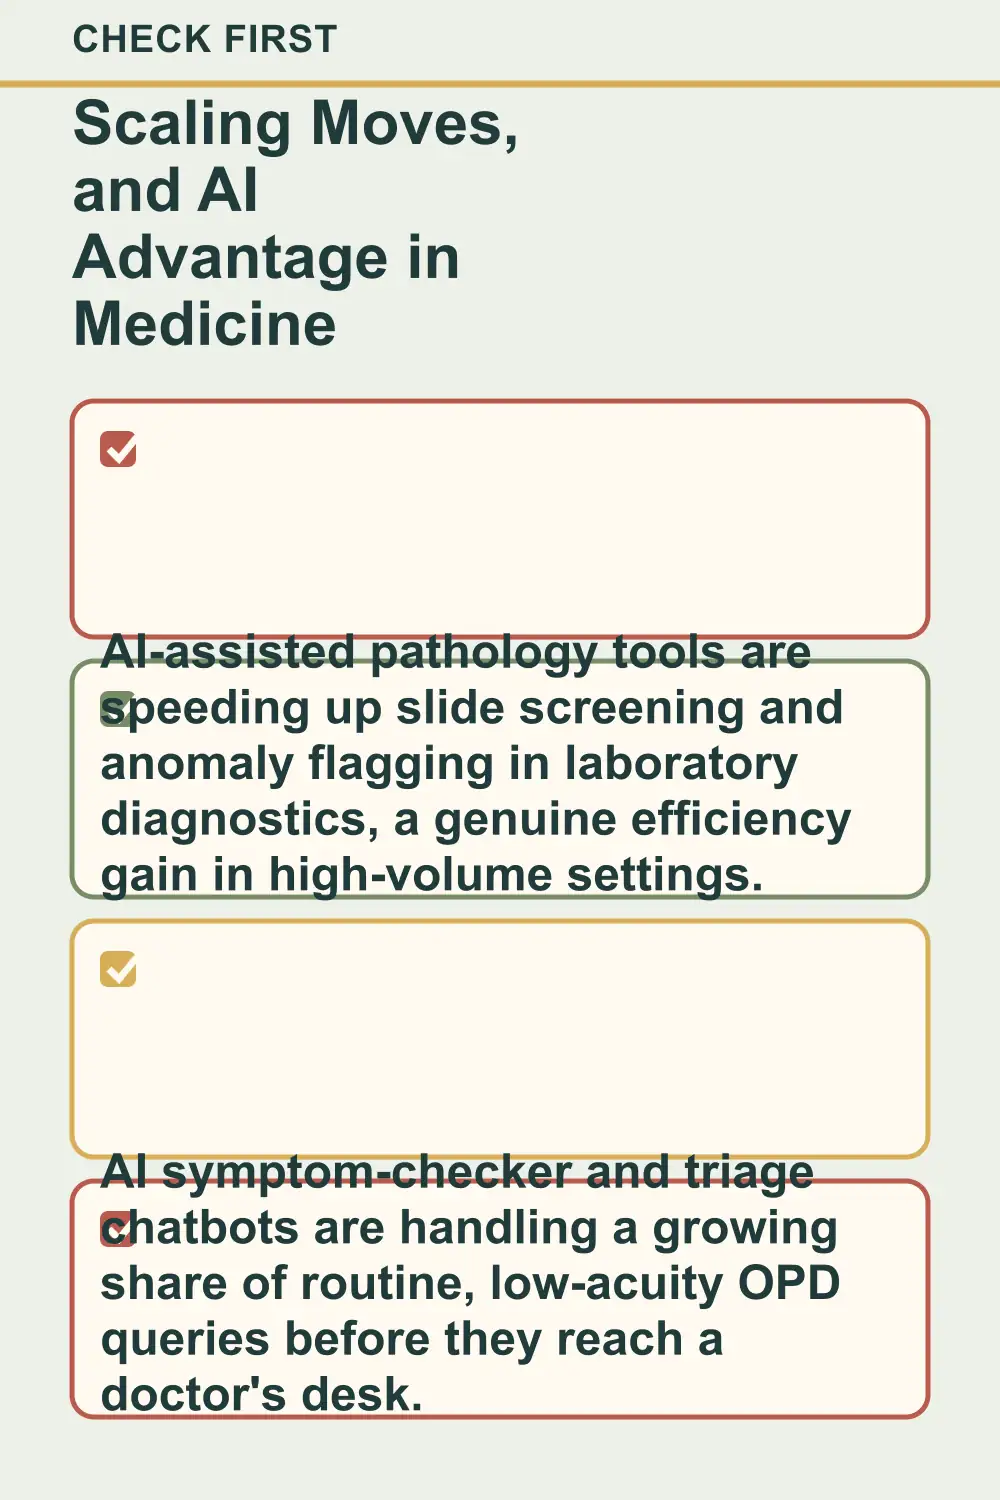 CHECK FIRST
Scaling Moves,
and AI
Advantage in
Medicine
AI-assisted pathology tools are
speeding up slide screening and
anomaly flagging in laboratory
diagnostics, a genuine efficiency
gain in high-volume settings.
AI symptom-checker and triage
chatbots are handling a growing
share of routine, low-acuity OPD
queries before they reach a
doctor's desk.